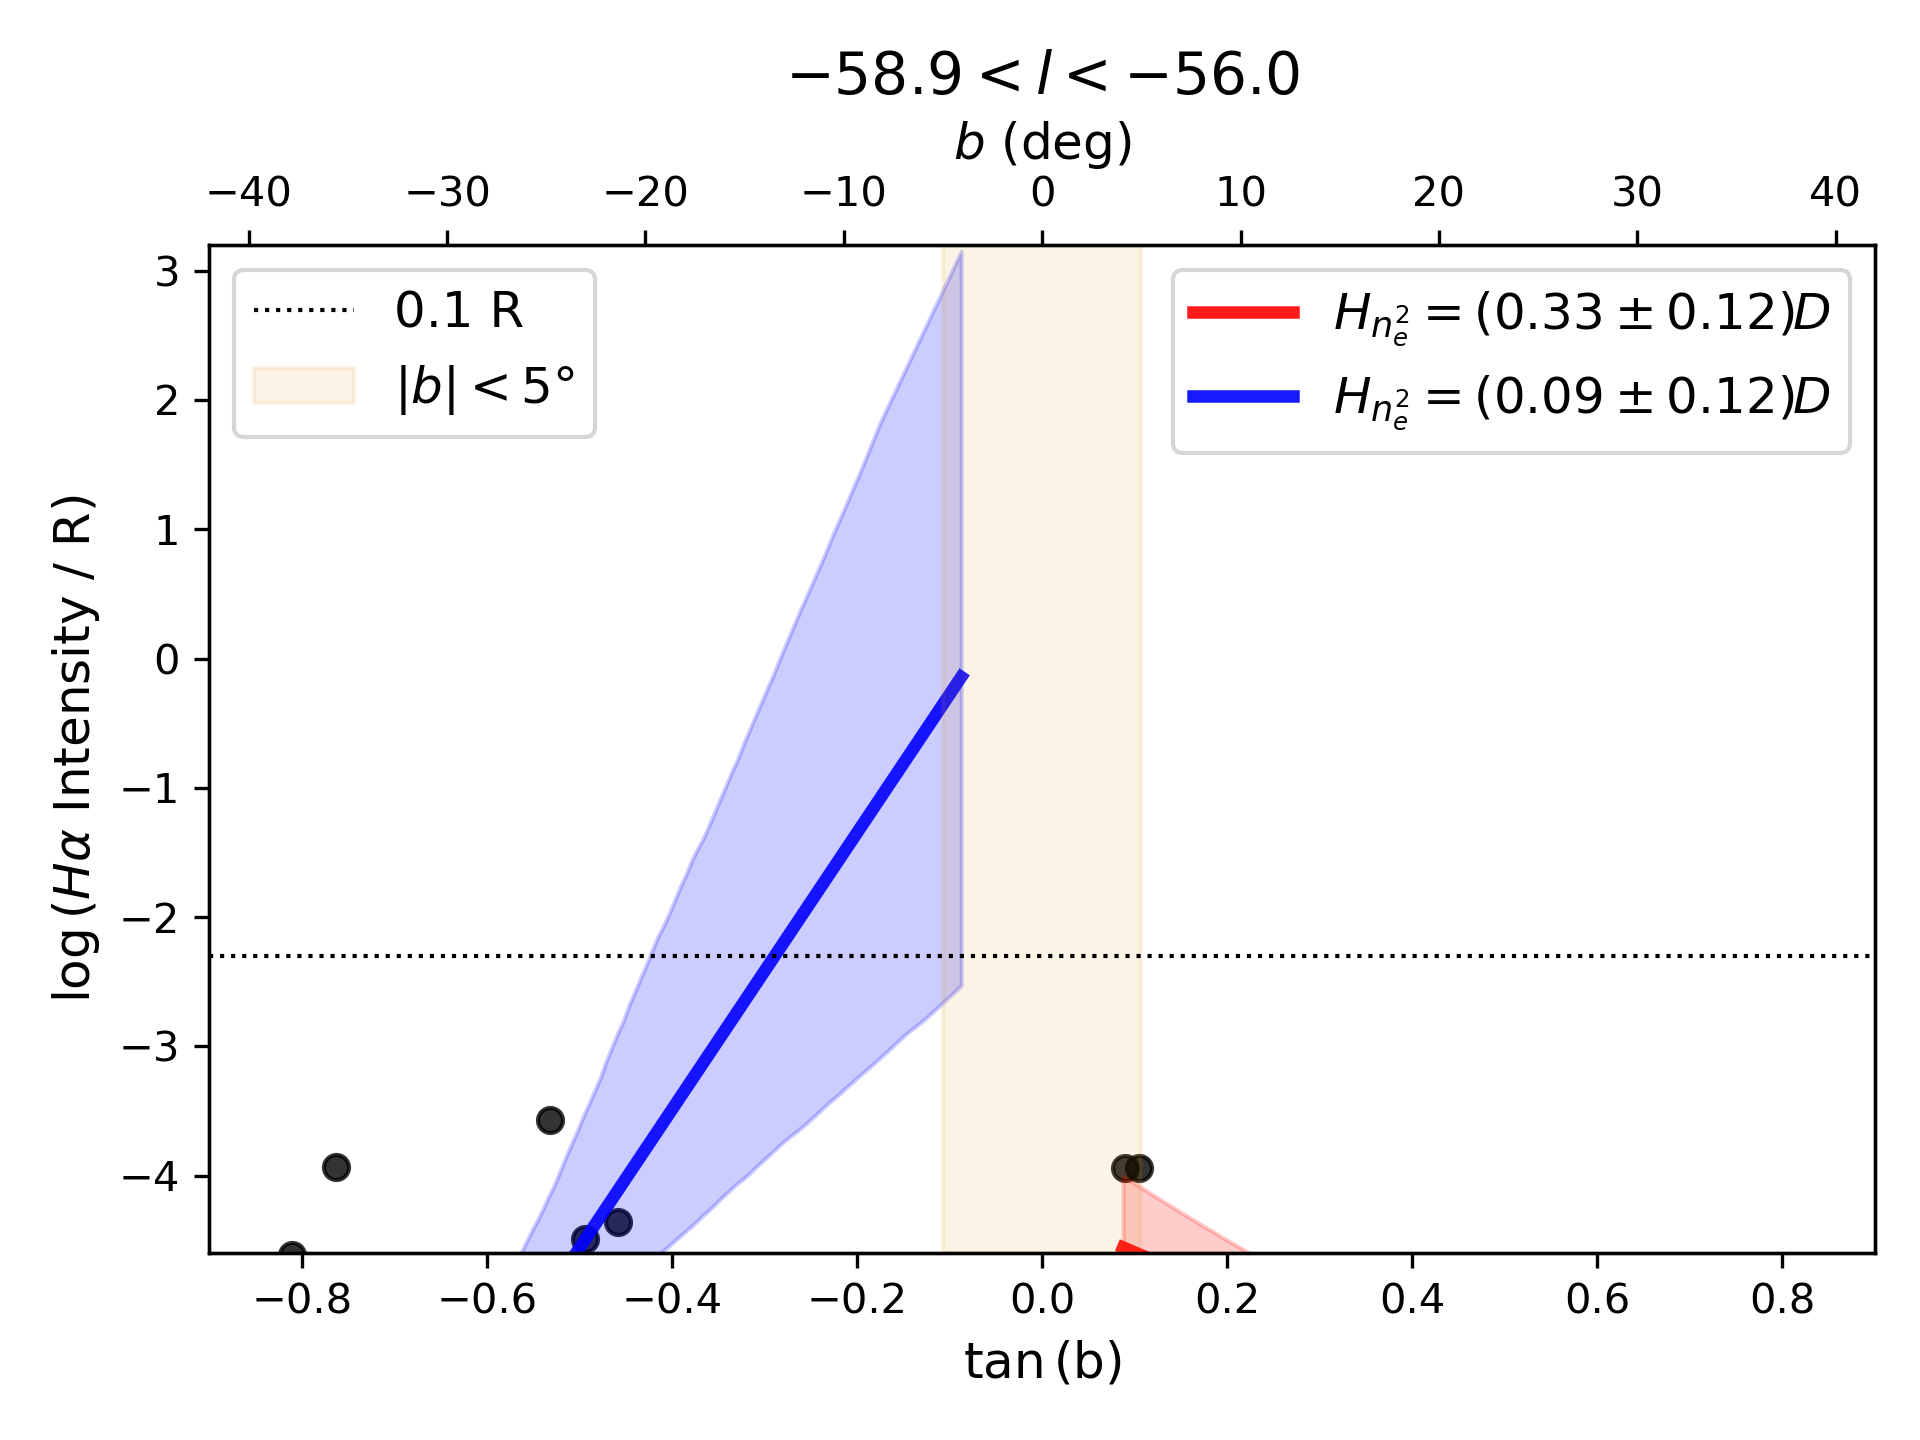 −58.9 < l < −56.0
b (deg)
−40 −30 −20 −10 0 10 20 30 40
3
2
1
0
−1
−2
−3
−4
log (Hα Intensity / R)
0.1 R
|b| < 5°
H_{n_e^2} = (0.33 ± 0.12)D
H_{n_e^2} = (0.09 ± 0.12)D
−0.8 −0.6 −0.4 −0.2 0.0 0.2 0.4 0.6 0.8
tan (b)